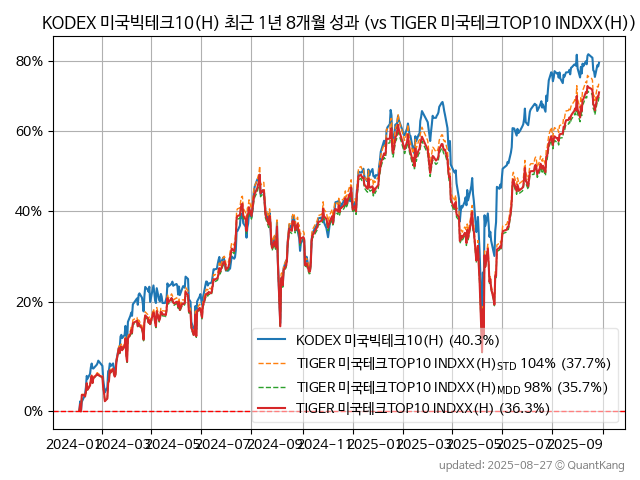 KODEX 미국빅테크10(H) 최근 1년 8개월 성과 (vs TIGER 미국테크TOP10 INDXX(H))
80%
60%
40%
20%
0%
KODEX 미국빅테크10(H) (40.3%)
TIGER 미국테크TOP10 INDXX(H)STD 104% (37.7%)
TIGER 미국테크TOP10 INDXX(H)MDD 98% (35.7%)
TIGER 미국테크TOP10 INDXX(H) (36.3%)
2024-01 2024-03 2024-05 2024-07 2024-09 2024-11 2025-01 2025-03 2025-05 2025-07 2025-09
updated: 2025-08-27 © QuantKang